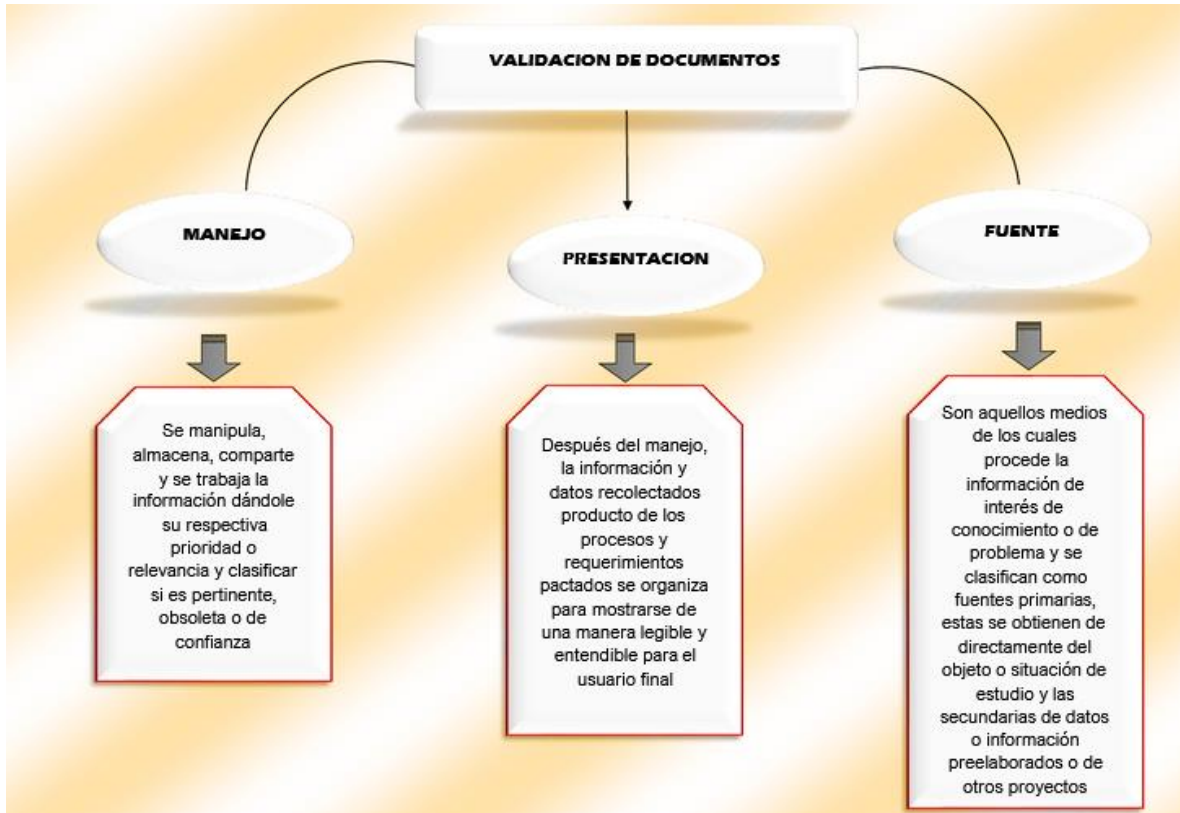 VALIDACION DE DOCUMENTOS
MANEJO
Se manipula,
almacena, comparte
y se trabaja la
información dándole
su respectiva
prioridad o
relevancia y clasificar
si es pertinente,
obsoleta o de
confianza
PRESENTACION
Después del manejo,
la información y
datos recolectados
producto de los
procesos y
requerimientos
pactados se organiza
para mostrarse de
una manera legible y
entendible para el
usuario final
FUENTE
Son aquellos medios
de los cuales
procede la
información de
interés de
conocimiento o de
problema y se
clasifican como
fuentes primarias,
estas se obtienen de
directamente del
objeto o situación de
estudio y las
secundarias de datos
o información
preelaborados o de
otros proyectos